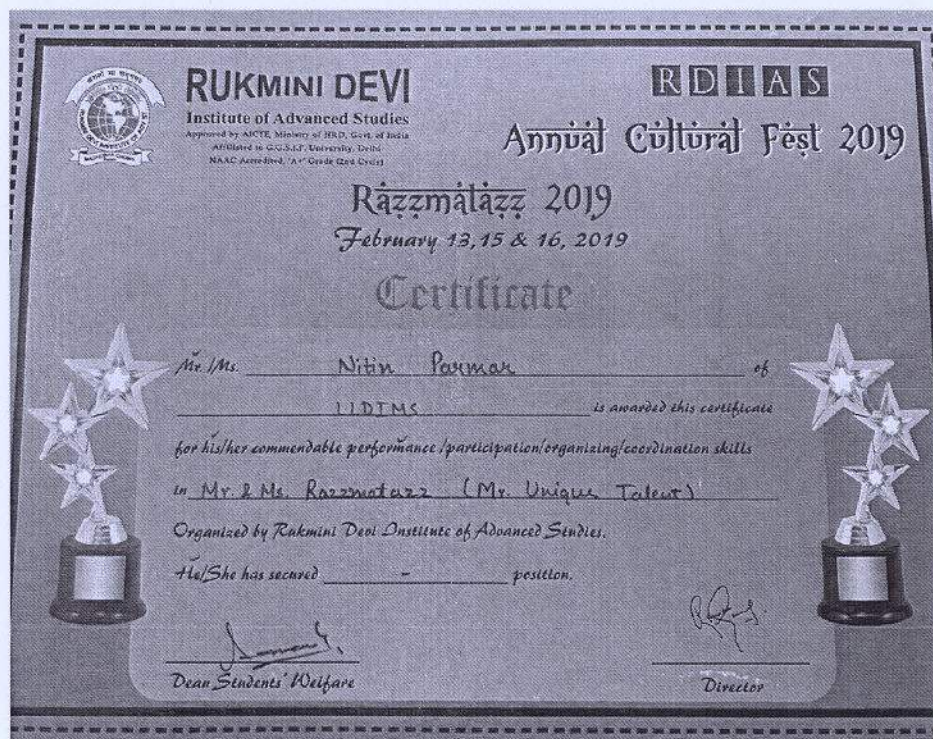 RUKMINI DEVI
Institute of Advanced Studies
Approved by AICTE, Ministry of HRD, Govt. of India
Affiliated to G.G.S.I.P. University, Delhi
NAAC Accredited, 'A+' Grade (2nd Cycle)
RDIAS
Annual Cultural Fest 2019
Razzmatazz 2019
February 13,15 & 16, 2019
Certificate
Mr./Ms. Nitin Parmar of
LIDIMS is awarded this certificate
for his/her commendable performance/participation/organizing/coordination skills
in Mr. & Ms. Razzmatazz (Mr. Unique Talent)
Organized by Rukmini Devi Institute of Advanced Studies.
He/She has secured - position.
Dean Students' Welfare
Director